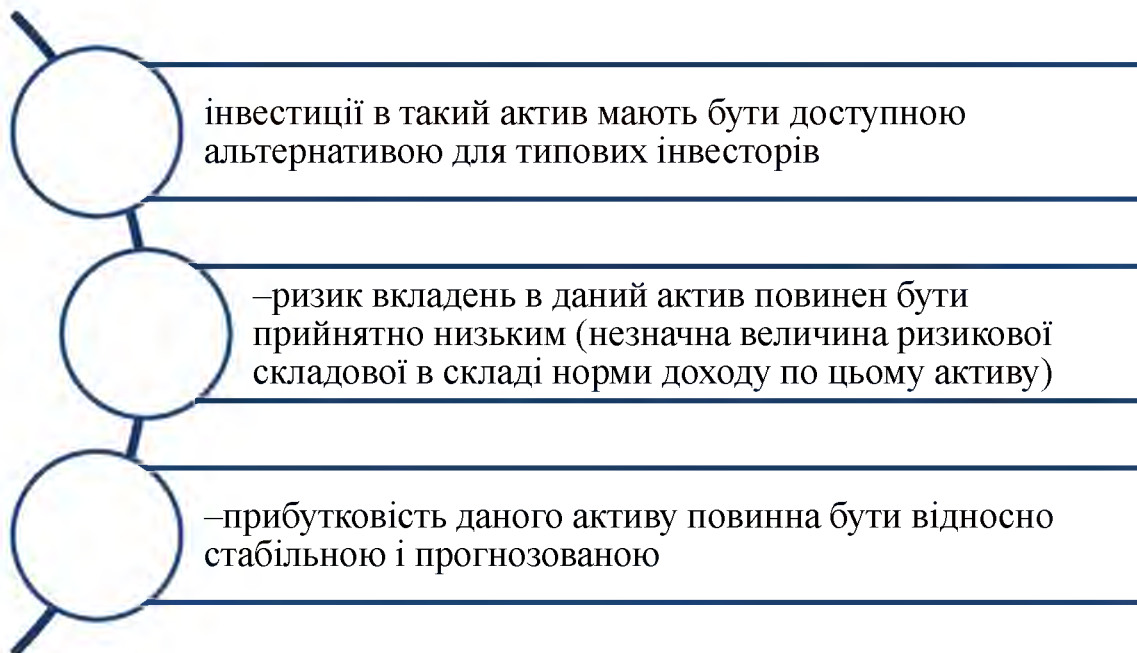 інвестиції в такий актив мають бути доступною
альтернативою для типових інвесторів
–ризик вкладень в даний актив повинен бути
прийнятно низьким (незначна величина ризикової
складової в складі норми доходу по цьому активу)
–прибутковість даного активу повинна бути відносно
стабільною і прогнозованою